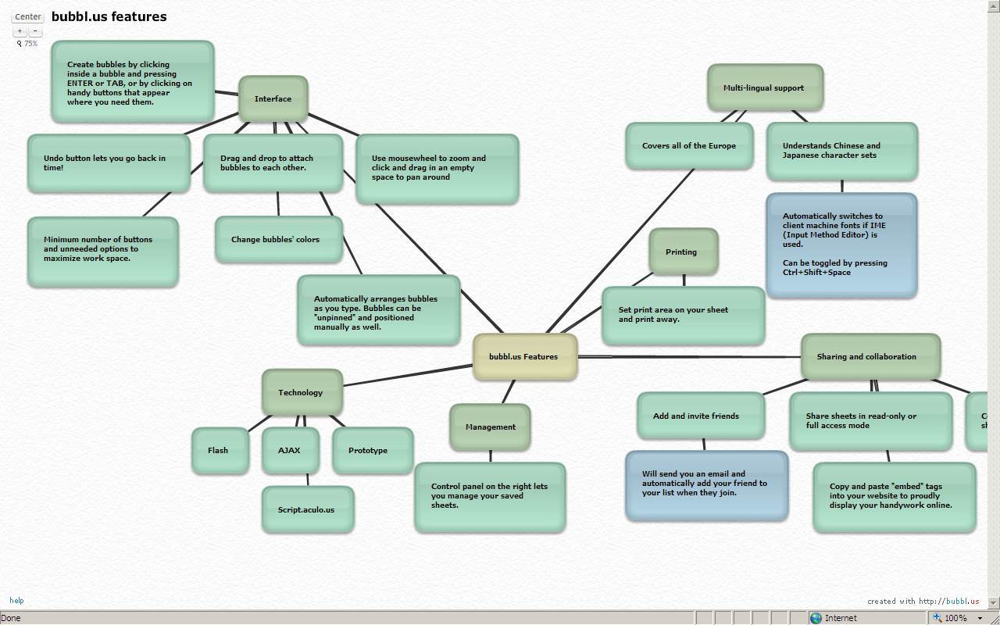 Center
bubbl.us features
+ -
75%
Create bubbles by clicking
inside a bubble and pressing
ENTER or TAB, or by clicking on
handy buttons that appear
where you need them.
Interface
Undo button lets you go back in
time!
Drag and drop to attach
bubbles to each other.
Use mousewheel to zoom and
click and drag in an empty
space to pan around
Minimum number of buttons
and unneeded options to
maximize work space.
Change bubbles' colors
Automatically arranges bubbles
as you type. Bubbles can be
"unpinned" and positioned
manually as well.
Multi-lingual support
Covers all of the Europe
Understands Chinese and
Japanese character sets
Automatically switches to
client machine fonts if IME
(Input Method Editor) is
used.
Can be toggled by pressing
Ctrl+Shift+Space
Printing
Set print area on your sheet
and print away.
bubbl.us Features
Sharing and collaboration
Add and invite friends
Share sheets in read-only or
full access mode
Will send you an email and
automatically add your friend to
your list when they join.
Copy and paste "embed" tags
into your website to proudly
display your handywork online.
Technology
Flash
AJAX
Prototype
Script.aculo.us
Management
Control panel on the right lets
you manage your saved
sheets.
help
created with http://bubbl.us
Done
Internet
100%